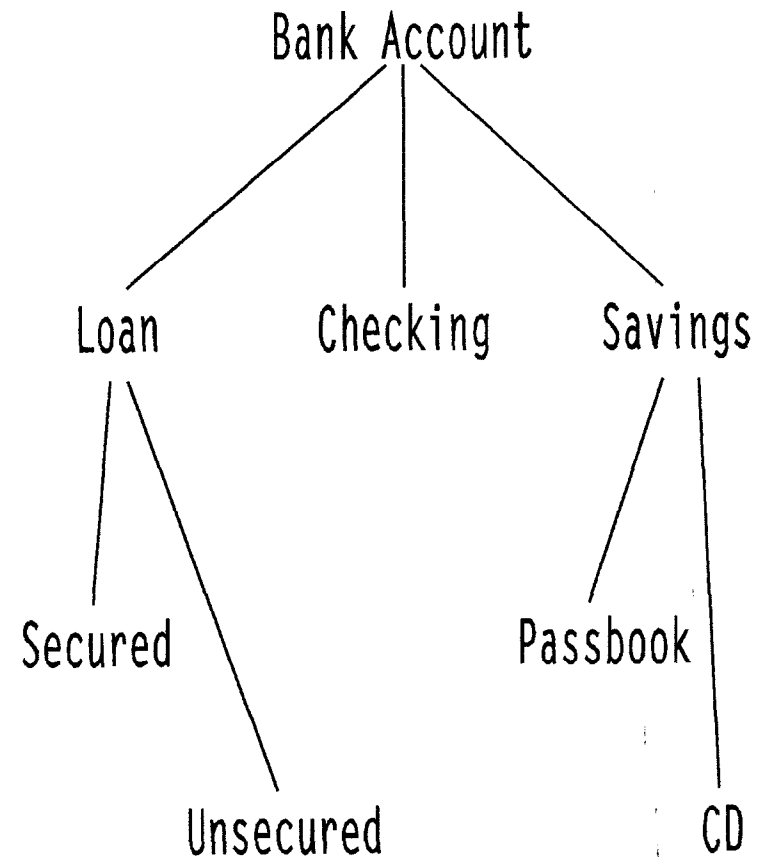 Bank Account
Loan
Checking
Savings
Secured
Passbook
Unsecured
CD